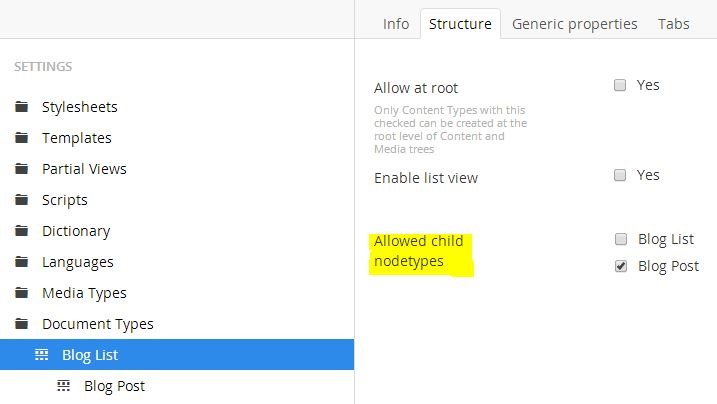 Info Structure Generic properties Tabs
SETTINGS
Stylesheets
Templates
Partial Views
Scripts
Dictionary
Languages
Media Types
Document Types
Blog List
Blog Post
Allow at root
Yes
Only Content Types with this
checked can be created at the
root level of Content and
Media trees
Enable list view
Yes
Allowed child
nodetypes
Blog List
Blog Post